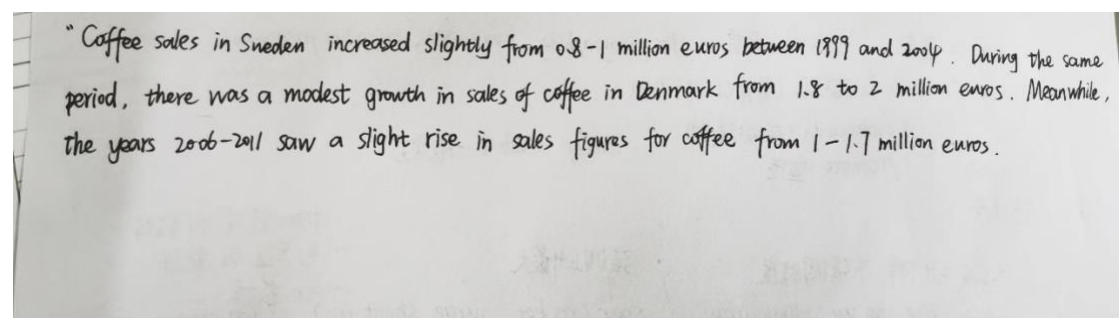 "Coffee sales in Sweden increased slightly from 0.8-1 million euros between 1999 and 2004. During the same
period, there was a modest growth in sales of coffee in Denmark from 1.8 to 2 million euros. Meanwhile,
the years 2006-2011 saw a slight rise in sales figures for coffee from 1-1.7 million euros.